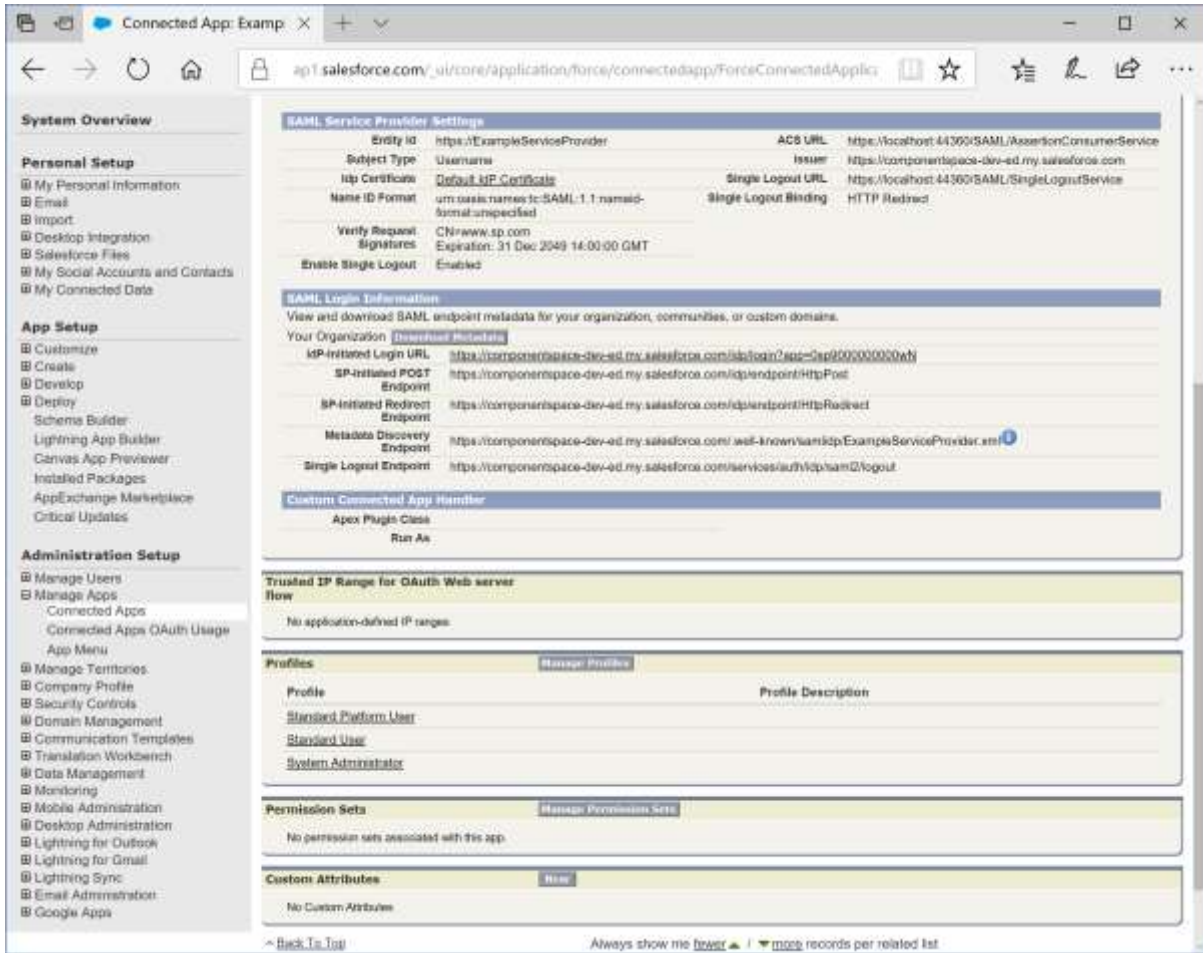 Connected App: Examp
ap1.salesforce.com/_ui/core/application/force/connectedapp/ForceConnectedApplic
System Overview
Personal Setup
My Personal Information
Email
Import
Desktop Integration
Salesforce Files
My Social Accounts and Contacts
My Connected Data
App Setup
Customize
Create
Develop
Deploy
Schema Builder
Lightning App Builder
Canvas App Previewer
Installed Packages
AppExchange Marketplace
Critical Updates
Administration Setup
Manage Users
Manage Apps
Connected Apps
Connected Apps OAuth Usage
App Menu
Manage Territories
Company Profile
Security Controls
Domain Management
Communication Templates
Translation Workbench
Data Management
Monitoring
Mobile Administration
Desktop Administration
Lightning for Outlook
Lightning for Gmail
Lightning Sync
Email Administration
Google Apps
SAML Service Provider Settings
Entity Id https://ExampleServiceProvider ACS URL https://localhost:44360/SAML/AssertionConsumerService
Subject Type Username Issuer https://componentspace-dev-ed.my.salesforce.com
Idp Certificate Default IdP Certificate Single Logout URL https://localhost:44360/SAML/SingleLogoutService
Name ID Format urn:oasis:names:tc:SAML:1.1:nameid- Single Logout Binding HTTP Redirect
format:unspecified
Verify Request CN=www.sp.com
Signatures Expiration: 31 Dec 2049 14:00:00 GMT
Enable Single Logout Enabled
SAML Login Information
View and download SAML endpoint metadata for your organization, communities, or custom domains.
Your Organization Download Metadata
IdP-Initiated Login URL https://componentspace-dev-ed.my.salesforce.com/idp/login?app=0sp9000000000wN
SP-Initiated POST https://componentspace-dev-ed.my.salesforce.com/idp/endpoint/HttpPost
Endpoint
SP-Initiated Redirect https://componentspace-dev-ed.my.salesforce.com/idp/endpoint/HttpRedirect
Endpoint
Metadata Discovery https://componentspace-dev-ed.my.salesforce.com/.well-known/samlidp/ExampleServiceProvider.xml
Endpoint
Single Logout Endpoint https://componentspace-dev-ed.my.salesforce.com/services/auth/idp/saml2/logout
Custom Connected App Handler
Apex Plugin Class
Run As
Trusted IP Range for OAuth Web server
flow
No application-defined IP ranges
Profiles Manage Profiles
Profile Profile Description
Standard Platform User
Standard User
System Administrator
Permission Sets Manage Permission Sets
No permission sets associated with this app
Custom Attributes New
No Custom Attributes
^ Back To Top Always show me fewer ▲ / ▼ more records per related list